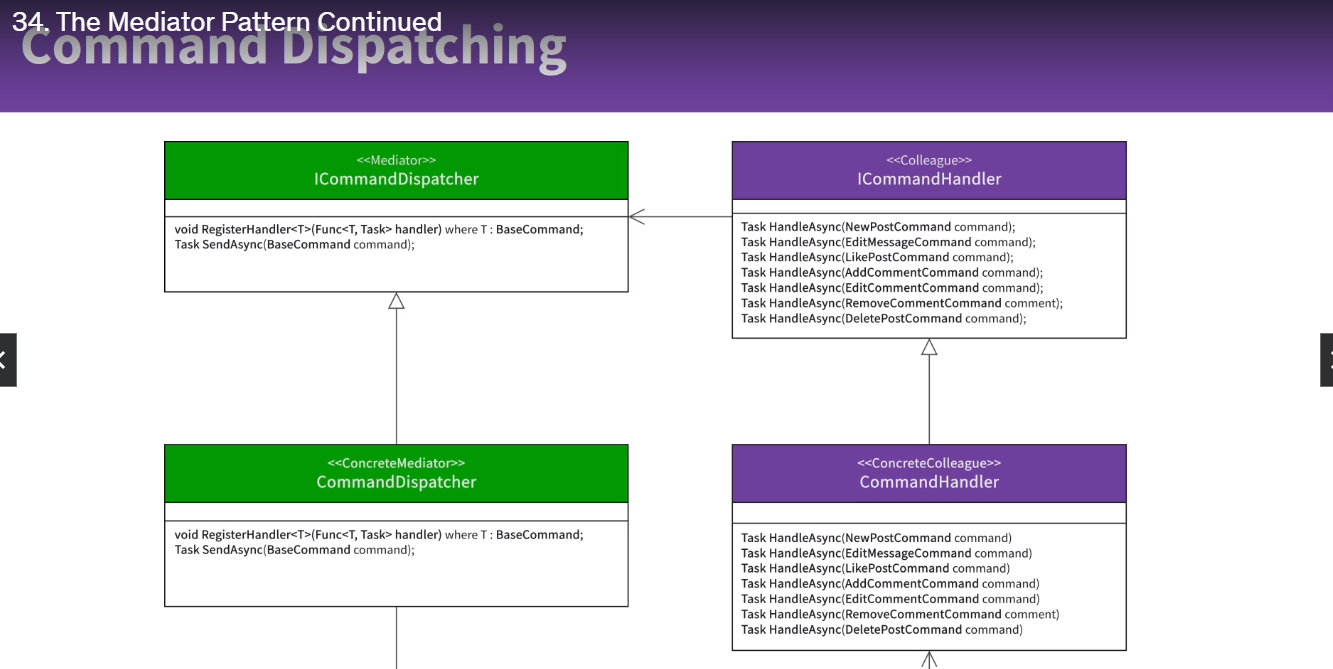 34. The Mediator Pattern Continued
Command Dispatching
<<Mediator>>
ICommandDispatcher
void RegisterHandler<T>(Func<T, Task> handler) where T : BaseCommand;
Task SendAsync(BaseCommand command);
<<Colleague>>
ICommandHandler
Task HandleAsync(NewPostCommand command);
Task HandleAsync(EditMessageCommand command);
Task HandleAsync(LikePostCommand command);
Task HandleAsync(AddCommentCommand command);
Task HandleAsync(EditCommentCommand command);
Task HandleAsync(RemoveCommentCommand comment);
Task HandleAsync(DeletePostCommand command);
<<ConcreteMediator>>
CommandDispatcher
void RegisterHandler<T>(Func<T, Task> handler) where T : BaseCommand;
Task SendAsync(BaseCommand command);
<<ConcreteColleague>>
CommandHandler
Task HandleAsync(NewPostCommand command)
Task HandleAsync(EditMessageCommand command)
Task HandleAsync(LikePostCommand command)
Task HandleAsync(AddCommentCommand command)
Task HandleAsync(EditCommentCommand command)
Task HandleAsync(RemoveCommentCommand comment)
Task HandleAsync(DeletePostCommand command)